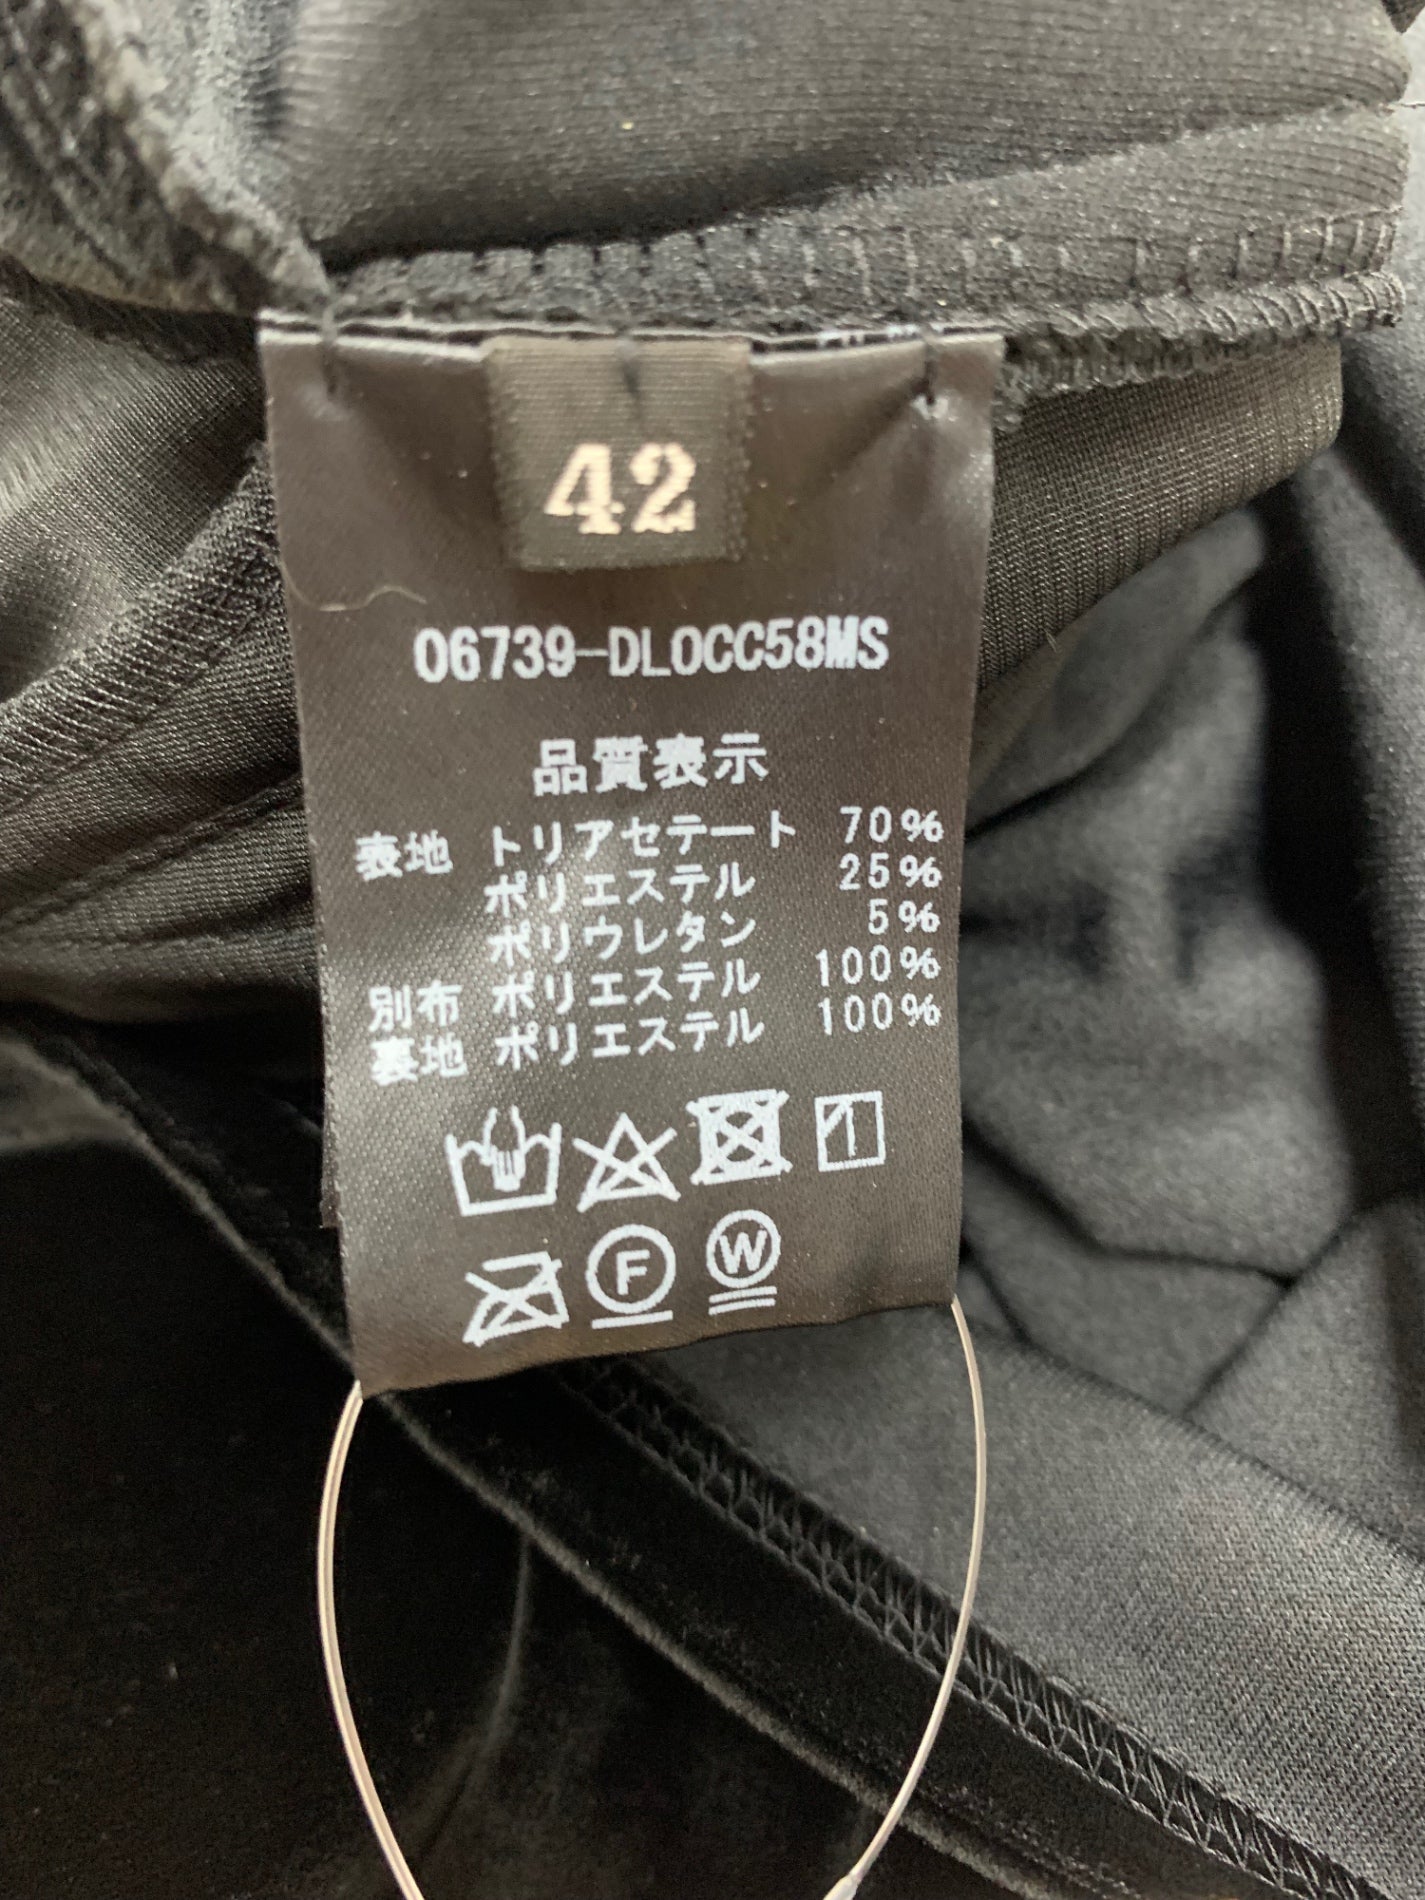 42
06739-DL0CC58MS
品質表示
表地 トリアセテート 70%
ポリエステル 25%
ポリウレタン 5%
別布 ポリエステル 100%
裏地 ポリエステル 100%
F W